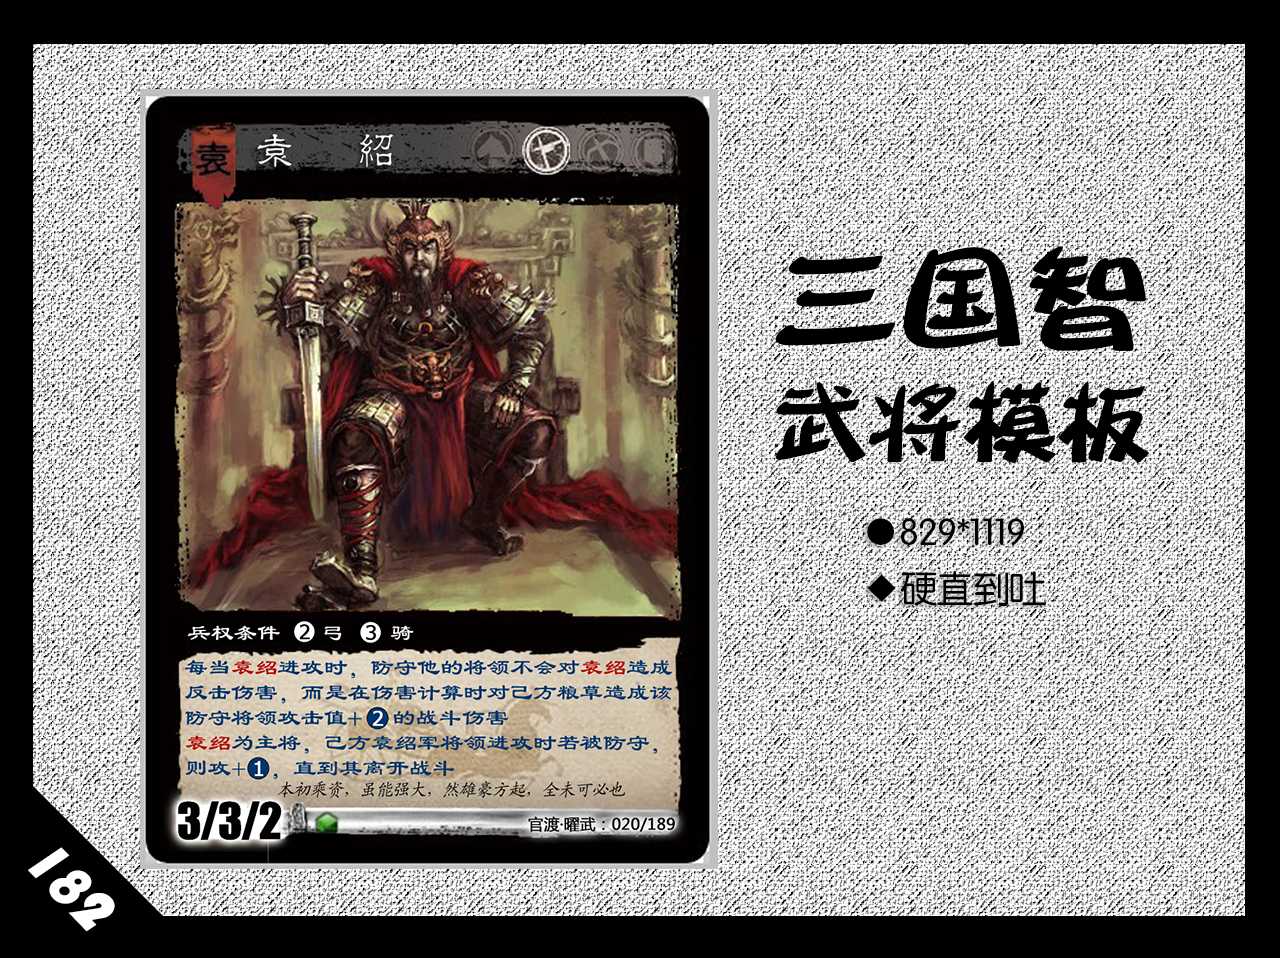 袁
袁 紹
兵权条件 2 弓 3 骑
每当袁绍进攻时，防守他的将领不会对袁绍造成
反击伤害，而是在伤害计算时对己方粮草造成该
防守将领攻击值+2的战斗伤害
袁绍为主将，己方袁绍军将领进攻时若被防守，
则攻+1，直到其离开战斗
本初乘资，虽能强大，然雄豪方起，全未可必也
3/3/2
官渡·曜武：020/189
三国智
武将模板
●829*1119
◆硬直到吐
182